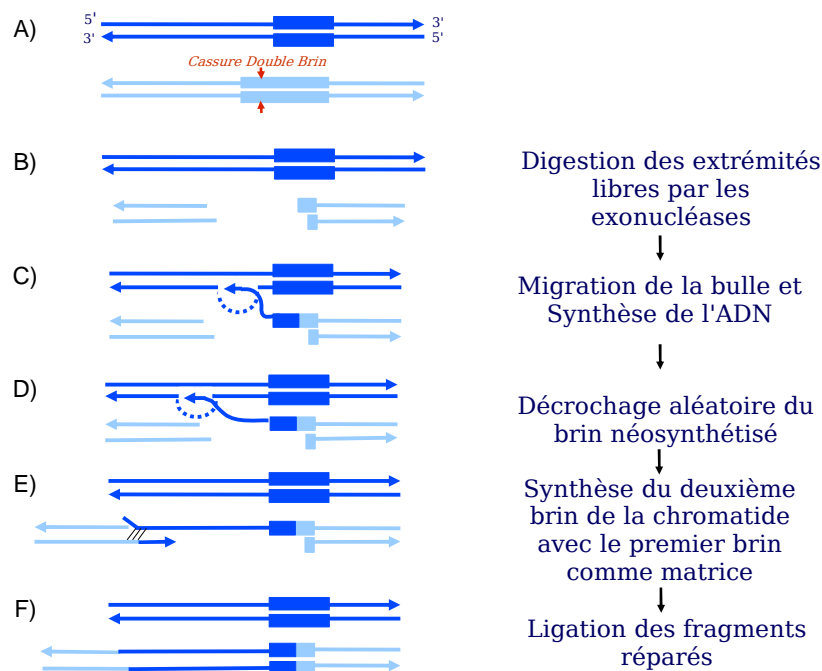 A)
5'
3'
3'
5'
Cassure Double Brin
B)
Digestion des extrémités
libres par les
exonucléases
C)
Migration de la bulle et
Synthèse de l'ADN
D)
Décrochage aléatoire du
brin néosynthétisé
E)
Synthèse du deuxième
brin de la chromatide
avec le premier brin
comme matrice
F)
Ligation des fragments
réparés